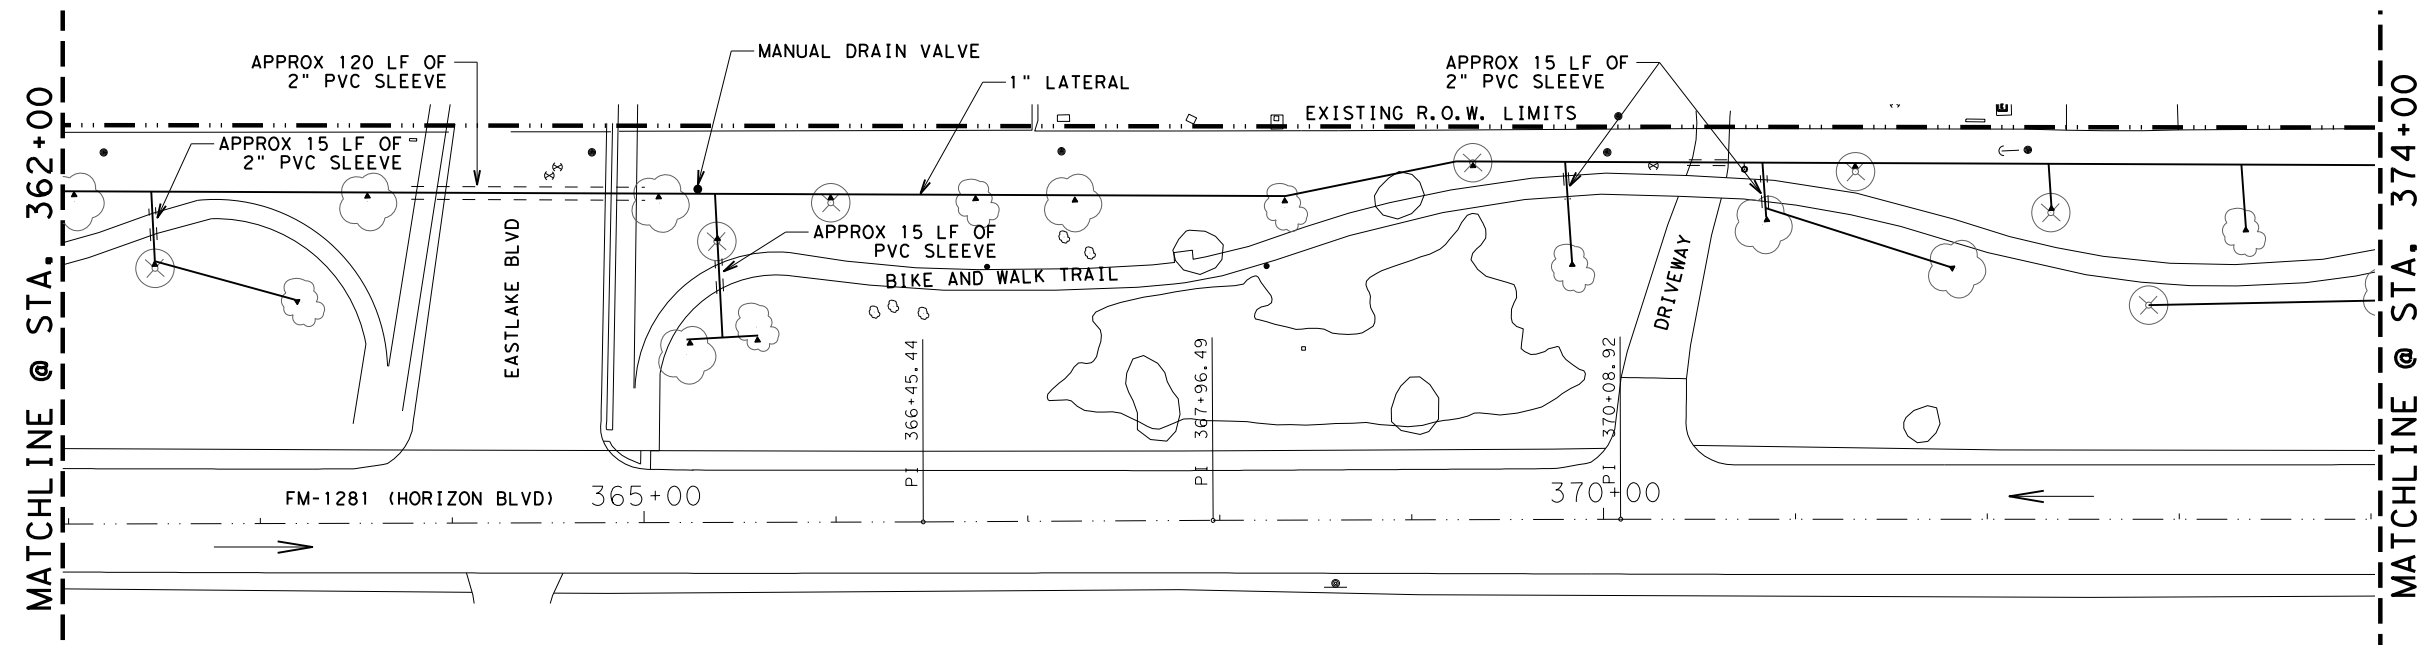 MATCHLINE @ STA. 362+00
APPROX 120 LF OF
2" PVC SLEEVE
APPROX 15 LF OF
2" PVC SLEEVE
MANUAL DRAIN VALVE
1" LATERAL
APPROX 15 LF OF
2" PVC SLEEVE
EXISTING R.O.W. LIMITS
APPROX 15 LF OF
PVC SLEEVE
BIKE AND WALK TRAIL
EASTLAKE BLVD
DRIVEWAY
PI 366+45.44
PI 367+96.49
PI 370+08.92
FM-1281 (HORIZON BLVD)
365+00
370+00
MATCHLINE @ STA. 374+00